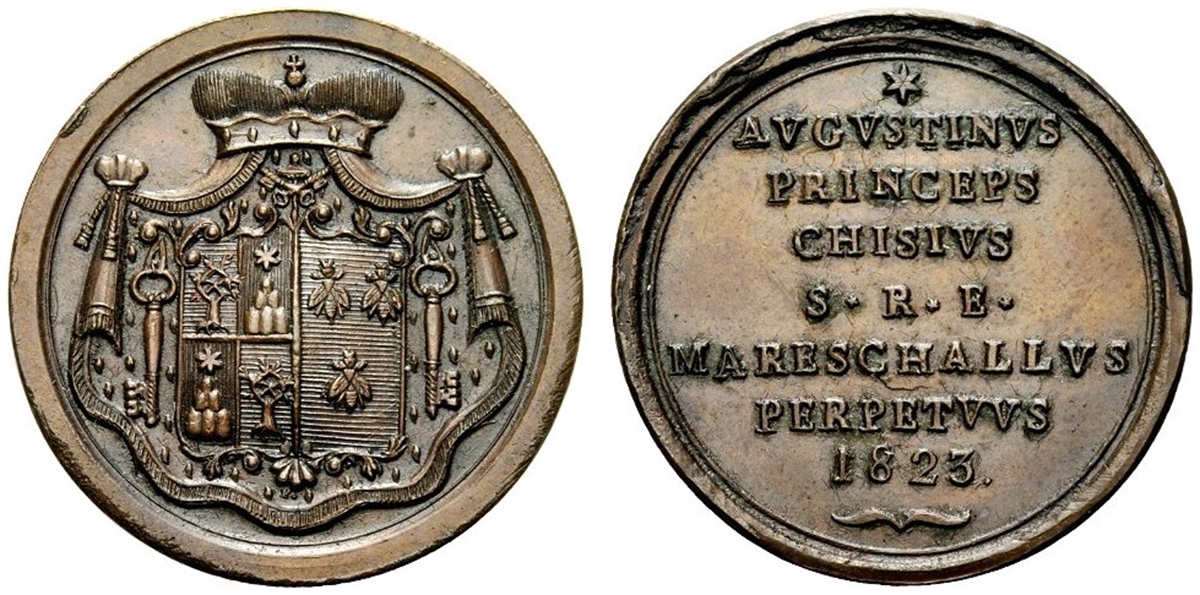 AVGVSTINVS
PRINCEPS
CHISIVS
S · R · E ·
MARESCHALLVS
PERPETVVS
1823.